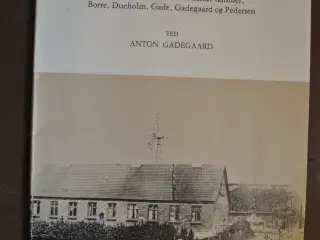 Borre, Dueholm, Gade, Gadegaard og Pedersen
VED
ANTON GADEGAARD